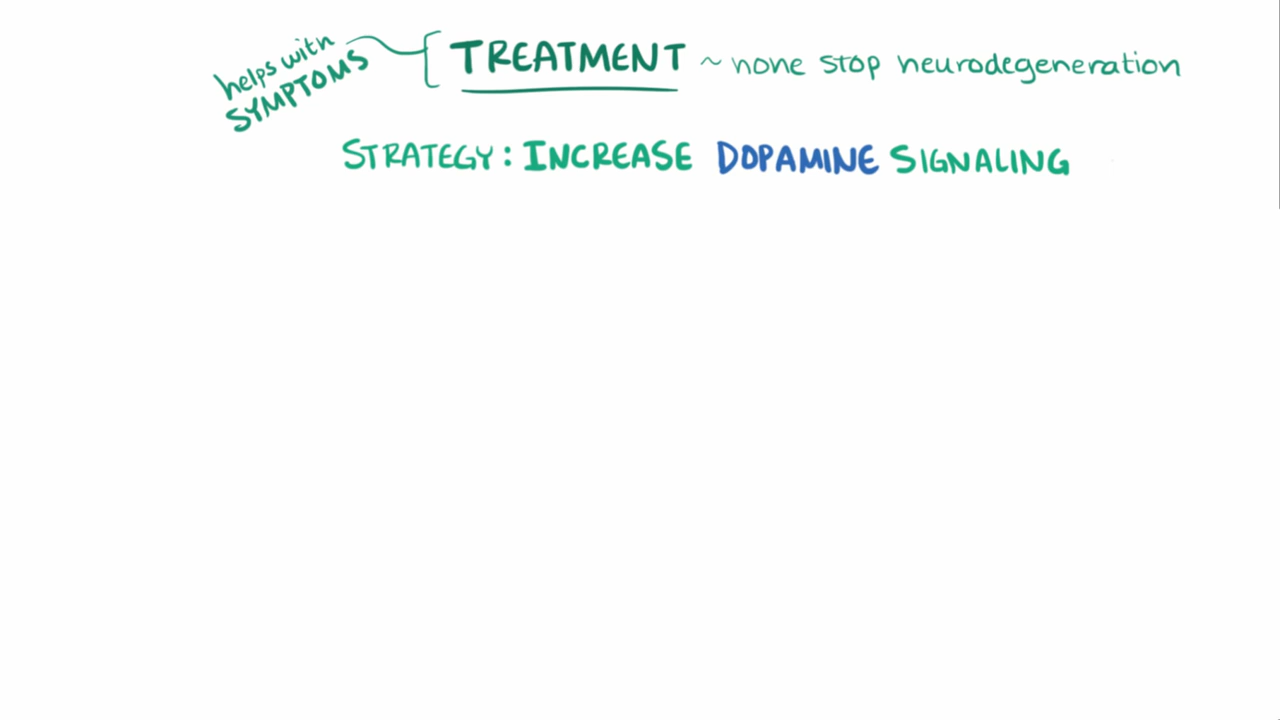 helps with
SYMPTOMS
TREATMENT ~ none stop neurodegeneration
STRATEGY: INCREASE DOPAMINE SIGNALING